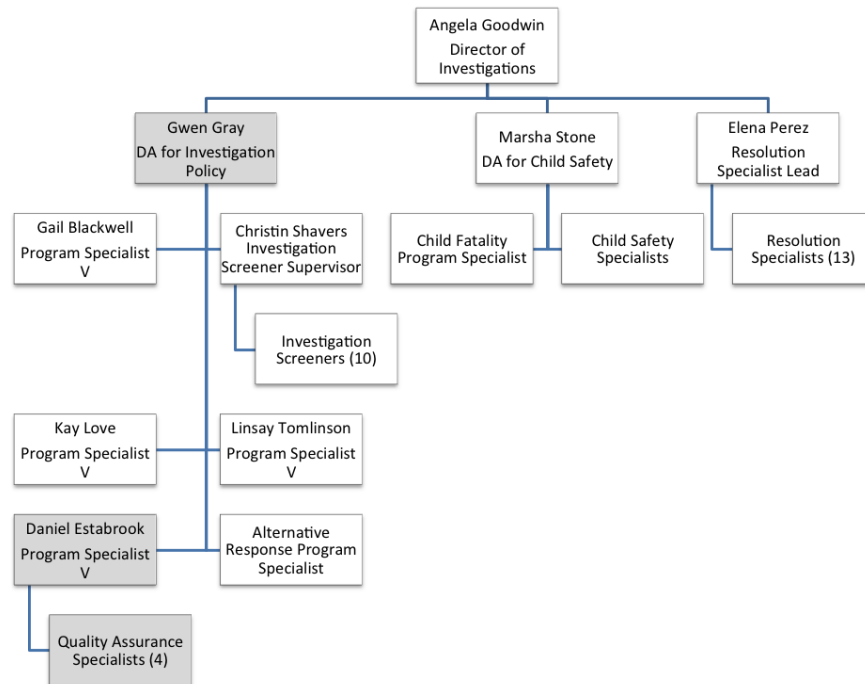 Angela Goodwin
Director of
Investigations
Gwen Gray
DA for Investigation
Policy
Marsha Stone
DA for Child Safety
Elena Perez
Resolution
Specialist Lead
Gail Blackwell
Program Specialist
V
Christin Shavers
Investigation
Screener Supervisor
Child Fatality
Program Specialist
Child Safety
Specialists
Resolution
Specialists (13)
Investigation
Screeners (10)
Kay Love
Program Specialist
V
Linsay Tomlinson
Program Specialist
V
Daniel Estabrook
Program Specialist
V
Alternative
Response Program
Specialist
Quality Assurance
Specialists (4)